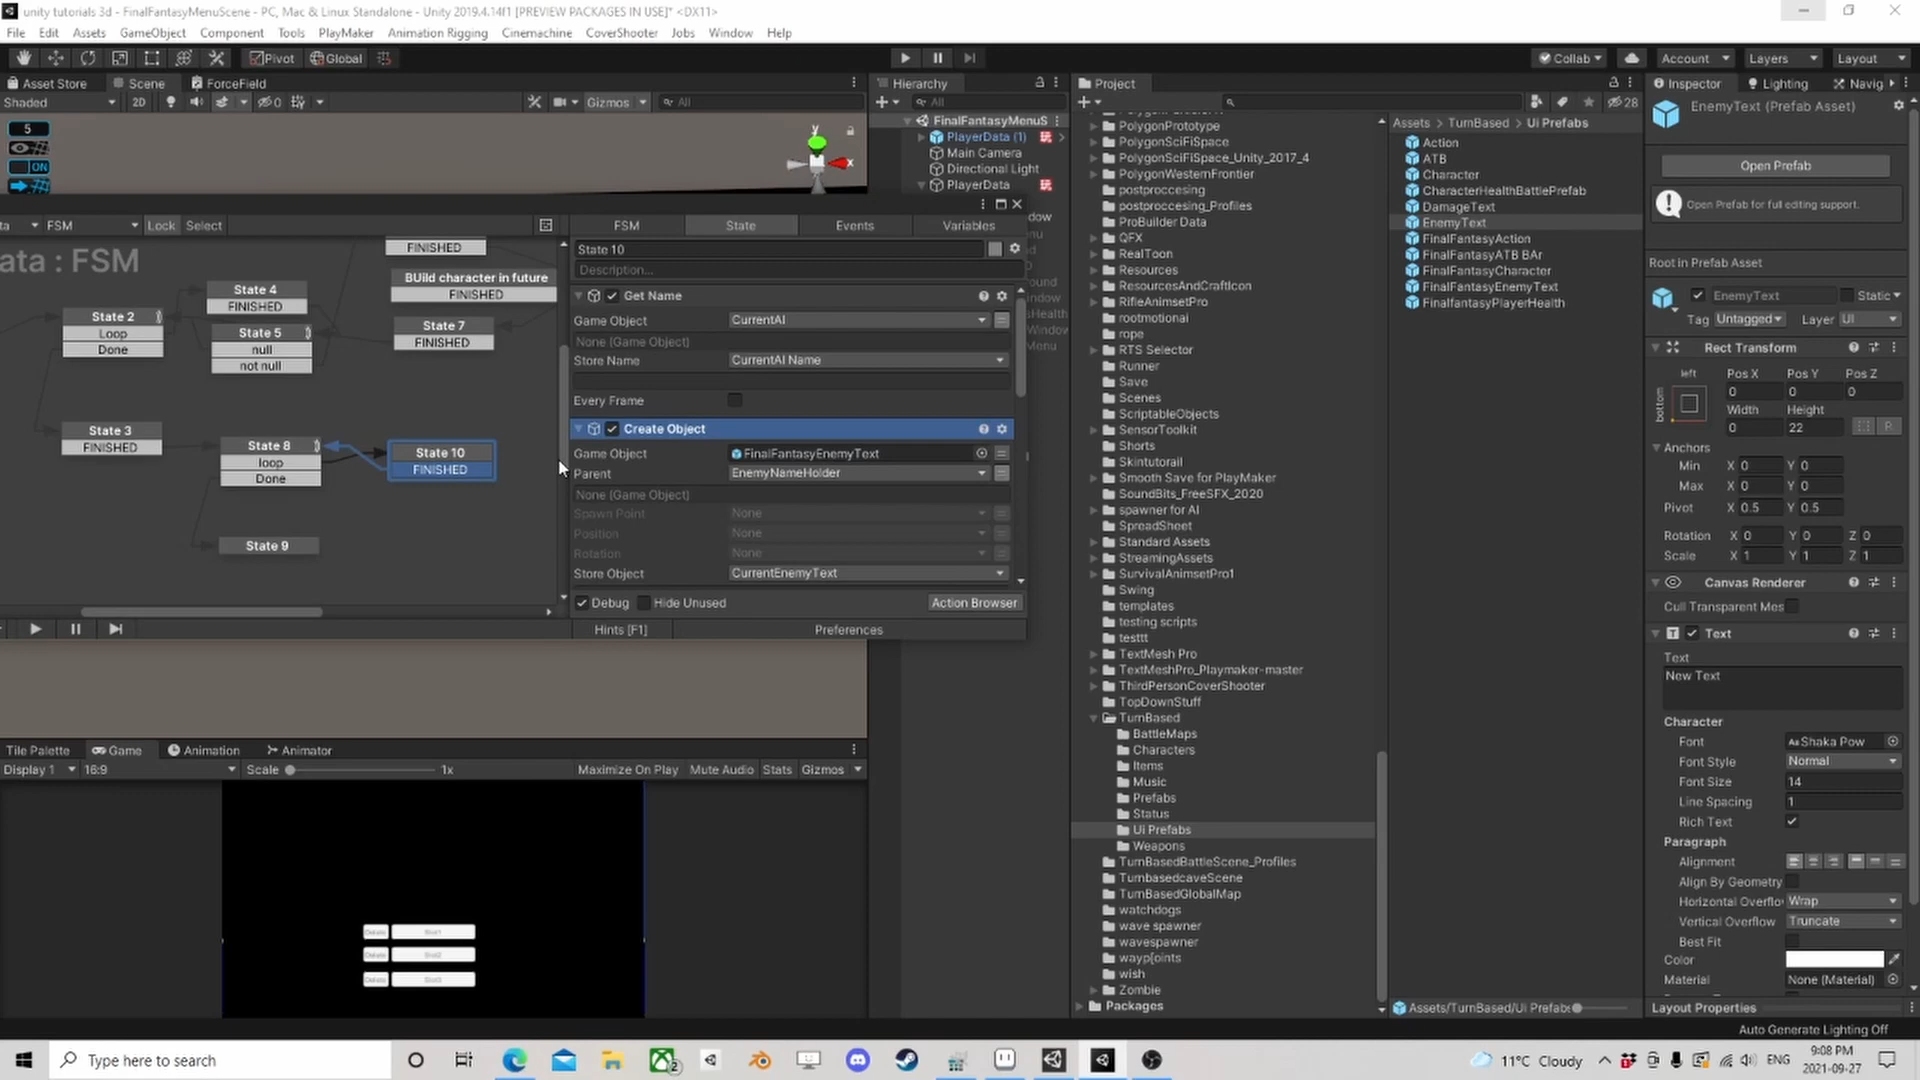 unity tutorials 3d - FinalFantasyMenuScene - PC, Mac & Linux Standalone - Unity 2019.4.14f1 [PREVIEW PACKAGES IN USE]* <DX11>
File Edit Assets GameObject Component Tools PlayMaker Animation Rigging Cinemachine CoverShooter Jobs Window Help
Pivot Global Collab Account Layers Layout
Asset Store Scene ForceField
Shaded 2D 0 Gizmos All
5
ON
y
x
Hierarchy
All
FinalFantasyMenuS
PlayerData (1)
Main Camera
Directional Light
PlayerData
ta FSM Lock Select
ata : FSM
FINISHED
BUild character in future
FINISHED
State 4
FINISHED
State 2
Loop
Done
State 5
null
not null
State 7
FINISHED
State 3
FINISHED
State 8
loop
Done
State 10
FINISHED
State 9
FSM State Events Variables
State 10
Description...
Get Name
Game Object CurrentAI
None (Game Object)
Store Name CurrentAI Name
Every Frame
Create Object
Game Object FinalFantasyEnemyText
Parent EnemyNameHolder
None (Game Object)
Spawn Point None
Position None
Rotation None
Store Object CurrentEnemyText
Debug Hide Unused Action Browser
Hints [F1] Preferences
ndow
nu
ound
indow
sHealth
Window
Menu
Tile Palette Game Animation Animator
Display 1 16:9 Scale 1x Maximize On Play Mute Audio Stats Gizmos
Project
28
PolygonPrototype
PolygonSciFiSpace
PolygonSciFiSpace_Unity_2017_4
PolygonWesternFrontier
postproccesing
postproccesing_Profiles
ProBuilder Data
QFX
RealToon
Resources
ResourcesAndCraftIcon
RifleAnimsetPro
rootmotionai
rope
RTS Selector
Runner
Save
Scenes
ScriptableObjects
SensorToolkit
Shorts
Skintutorail
Smooth Save for PlayMaker
SoundBits_FreeSFX_2020
spawner for AI
SpreadSheet
Standard Assets
StreamingAssets
SurvivalAnimsetPro1
Swing
templates
testing scripts
testtt
TextMesh Pro
TextMeshPro_Playmaker-master
ThirdPersonCoverShooter
TopDownStuff
TurnBased
BattleMaps
Characters
Items
Music
Prefabs
Status
Ui Prefabs
Weapons
TurnBasedBattleScene_Profiles
TurnbasedcaveScene
TurnBasedGlobalMap
watchdogs
wave spawner
wavespawner
wayp[oints
wish
Zombie
Packages
Assets > TurnBased > Ui Prefabs
Action
ATB
Character
CharacterHealthBattlePrefab
DamageText
EnemyText
FinalFantasyAction
FinalFantasyATB BAr
FinalFantasyCharacter
FinalFantasyEnemyText
FinalfantasyPlayerHealth
Assets/TurnBased/Ui Prefabs
Inspector Lighting Navig
EnemyText (Prefab Asset)
Open Prefab
Open Prefab for full editing support.
Root in Prefab Asset
EnemyText Static
Tag Untagged Layer UI
Rect Transform
left Pos X Pos Y Pos Z
bottom 0 0 0
Width Height
0 22 R
Anchors
Min X 0 Y 0
Max X 0 Y 0
Pivot X 0.5 Y 0.5
Rotation X 0 Y 0 Z 0
Scale X 1 Y 1 Z 1
Canvas Renderer
Cull Transparent Mes
Text
Text
New Text
Character
Font Aa Shaka Pow
Font Style Normal
Font Size 14
Line Spacing 1
Rich Text
Paragraph
Alignment
Align By Geometry
Horizontal Overflo Wrap
Vertical Overflow Truncate
Best Fit
Color
Material None (Material)
Layout Properties
Auto Generate Lighting Off
Type here to search 2 11°C Cloudy ENG 9:08 PM
2021-09-27